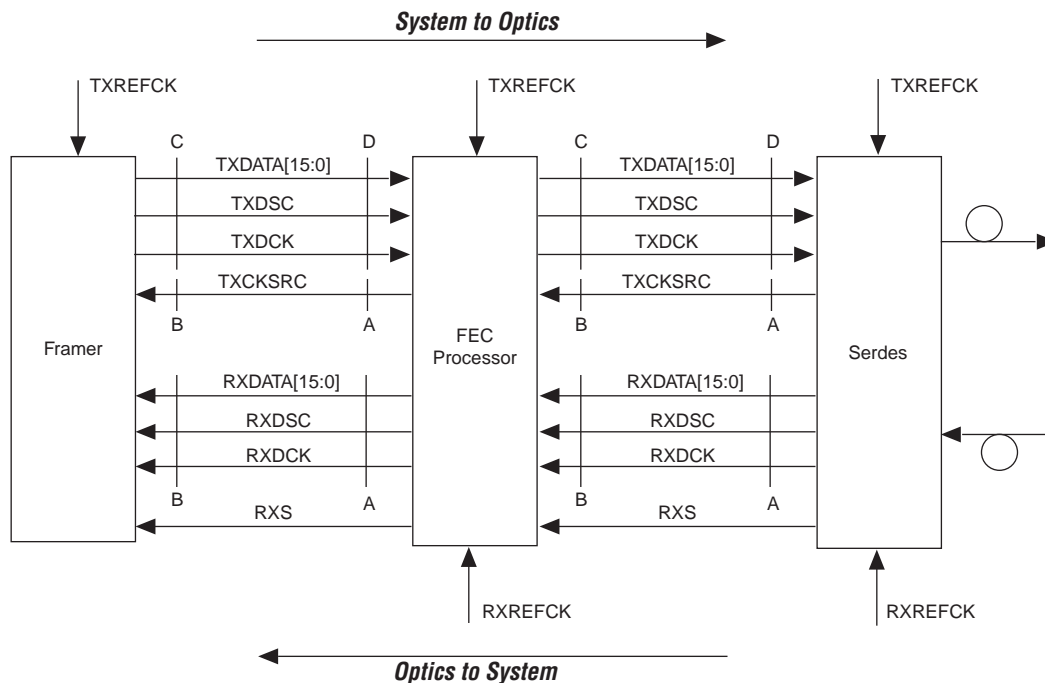 System to Optics
TXREFCK
TXREFCK
TXREFCK
C
D
C
D
TXDATA[15:0]
TXDATA[15:0]
TXDSC
TXDSC
TXDCK
TXDCK
TXCKSRC
TXCKSRC
B
A
B
A
Framer
FEC
Processor
Serdes
RXDATA[15:0]
RXDATA[15:0]
RXDSC
RXDSC
RXDCK
RXDCK
B
A
B
A
RXS
RXS
RXREFCK
RXREFCK
Optics to System